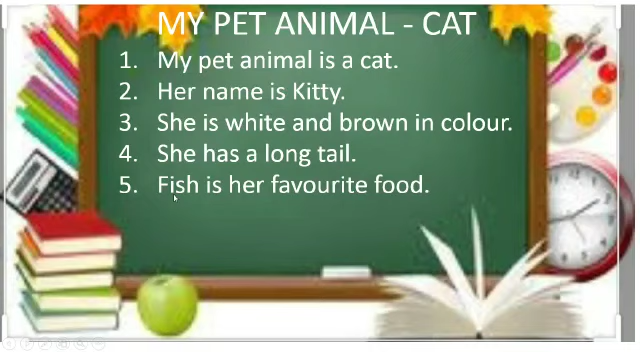 MY PET ANIMAL - CAT
1. My pet animal is a cat.
2. Her name is Kitty.
3. She is white and brown in colour.
4. She has a long tail.
5. Fish is her favourite food.